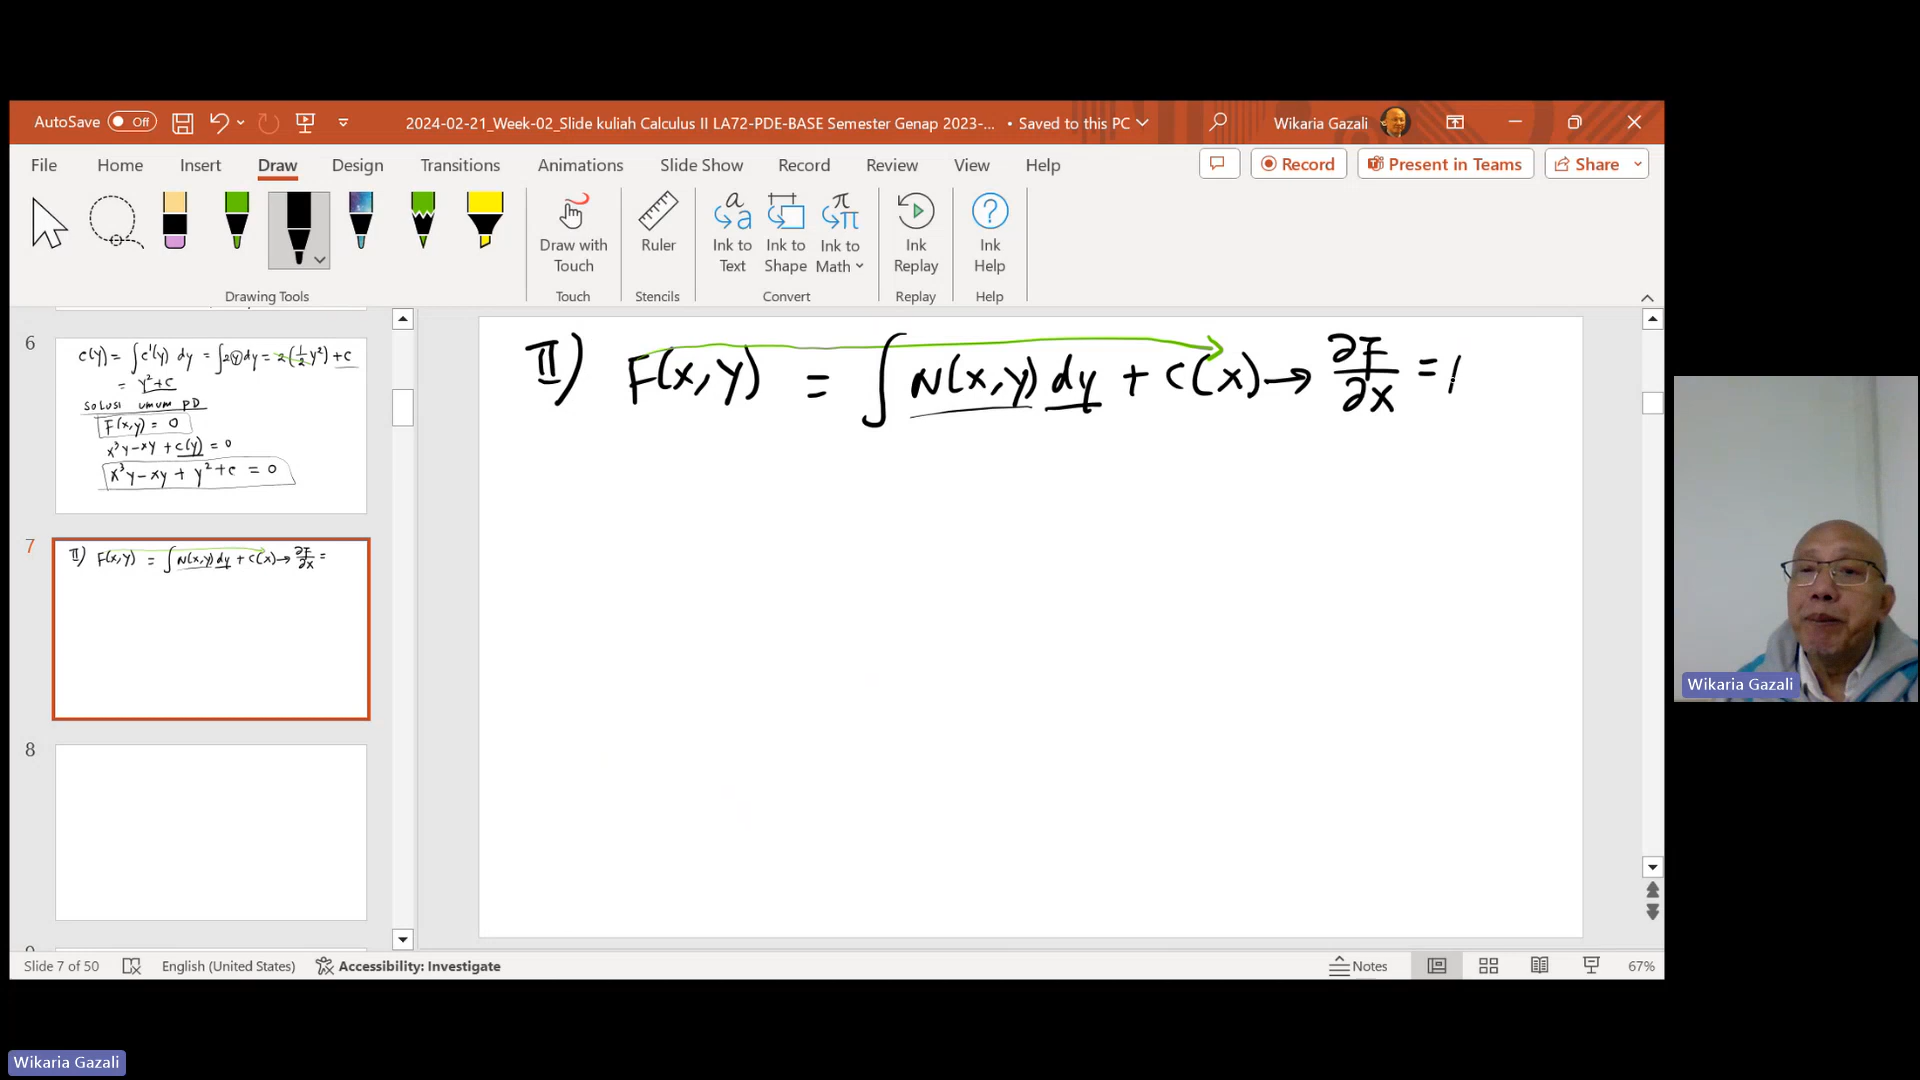 AutoSave Off 2024-02-21_Week-02_Slide kuliah Calculus II LA72-PDE-BASE Semester Genap 2023-... • Saved to this PC Wikaria Gazali
File Home Insert Draw Design Transitions Animations Slide Show Record Review View Help Record Present in Teams Share
Draw with Touch
Ruler
Ink to Text
Ink to Shape
Ink to Math
Ink Replay
Ink Help
Drawing Tools Touch Stencils Convert Replay Help
6
c(y) = ∫c'(y) dy = ∫2y dy = 2(½y²) + c
= y² + c
solusi umum PD
F(x,y) = 0
x³y - xy + c(y) = 0
x³y - xy + y² + c = 0
7
II) F(x,y) = ∫N(x,y) dy + c(x) → ∂F/∂x =
8
II) F(x,y) = ∫N(x,y) dy + c(x) → ∂F/∂x =
Wikaria Gazali
Slide 7 of 50 English (United States) Accessibility: Investigate Notes 67%
Wikaria Gazali